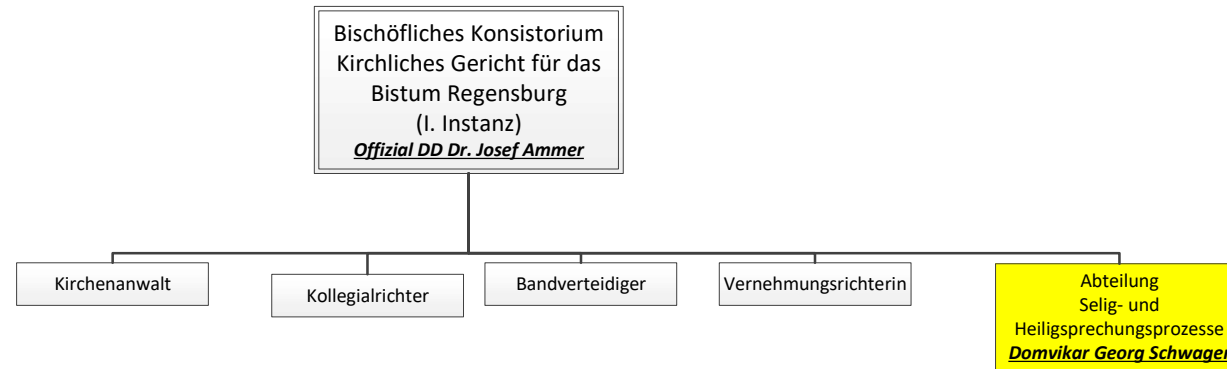 Bischöfliches Konsistorium
Kirchliches Gericht für das
Bistum Regensburg
(I. Instanz)
Offizial DD Dr. Josef Ammer
Kirchenanwalt
Kollegialrichter
Bandverteidiger
Vernehmungsrichterin
Abteilung
Selig- und
Heiligsprechungsprozesse
Domvikar Georg Schwager